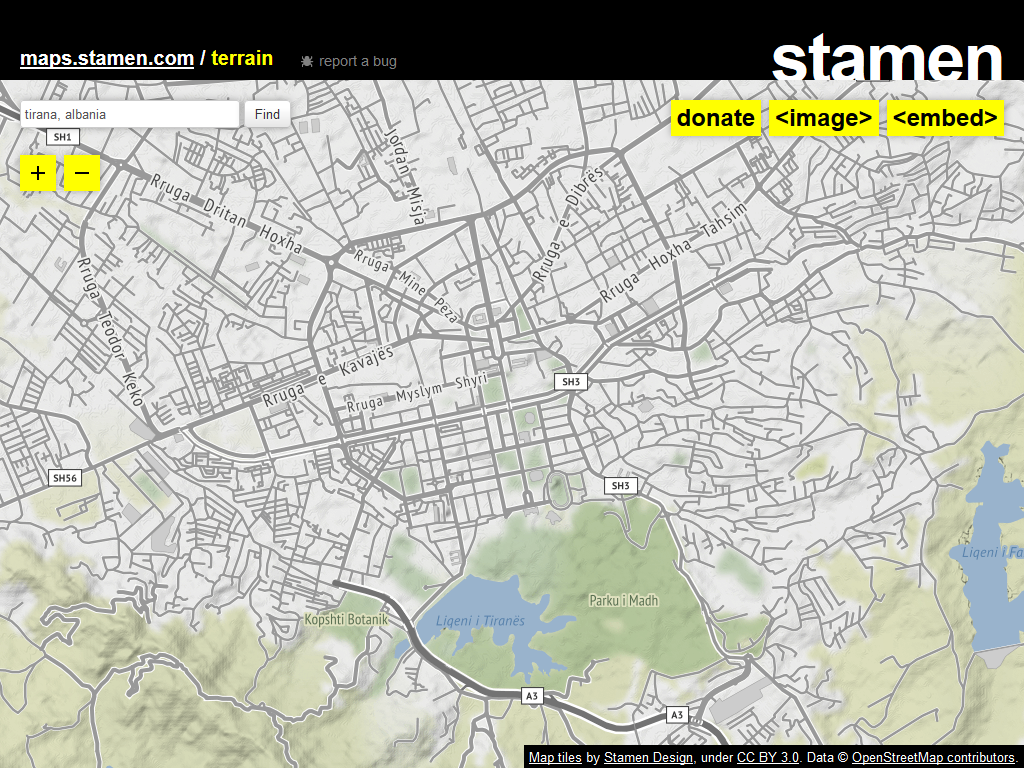 maps.stamen.com / terrain
report a bug
stamen
tirana, albania
Find
donate
<image>
<embed>
+
−
SH1
Jordan Misja
Rruga Dritan Hoxha
Rruga e Dibrës
Rruga Hoxha Tahsim
Rruga Mine Peza
Rruga Teodor Keko
Rruga e Kavajës
Rruga Myslym Shyri
SH3
SH56
SH3
Liqeni i Fa
Parku i Madh
Kopshti Botanik
Liqeni i Tiranës
A3
A3
Map tiles by Stamen Design, under CC BY 3.0. Data © OpenStreetMap contributors.